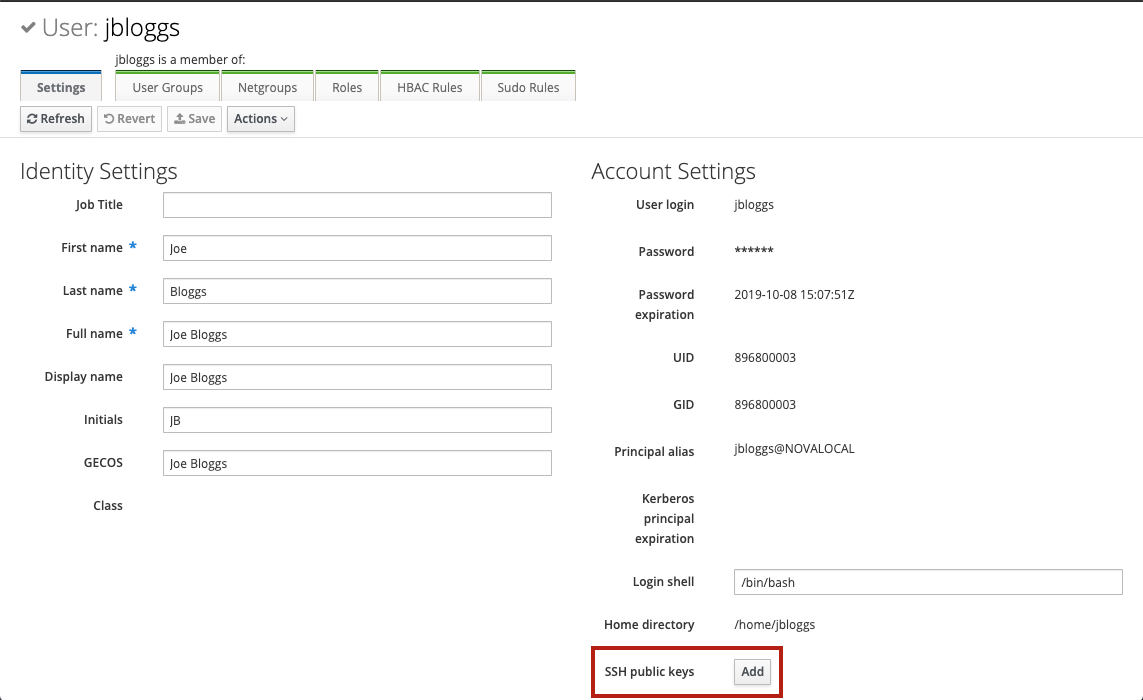 User: jbloggs
jbloggs is a member of:
Settings User Groups Netgroups Roles HBAC Rules Sudo Rules
Refresh Revert Save Actions
Identity Settings
Job Title
First name * Joe
Last name * Bloggs
Full name * Joe Bloggs
Display name Joe Bloggs
Initials JB
GECOS Joe Bloggs
Class
Account Settings
User login jbloggs
Password ******
Password
expiration
2019-10-08 15:07:51Z
UID 896800003
GID 896800003
Principal alias jbloggs@NOVALOCAL
Kerberos
principal
expiration
Login shell /bin/bash
Home directory /home/jbloggs
SSH public keys Add